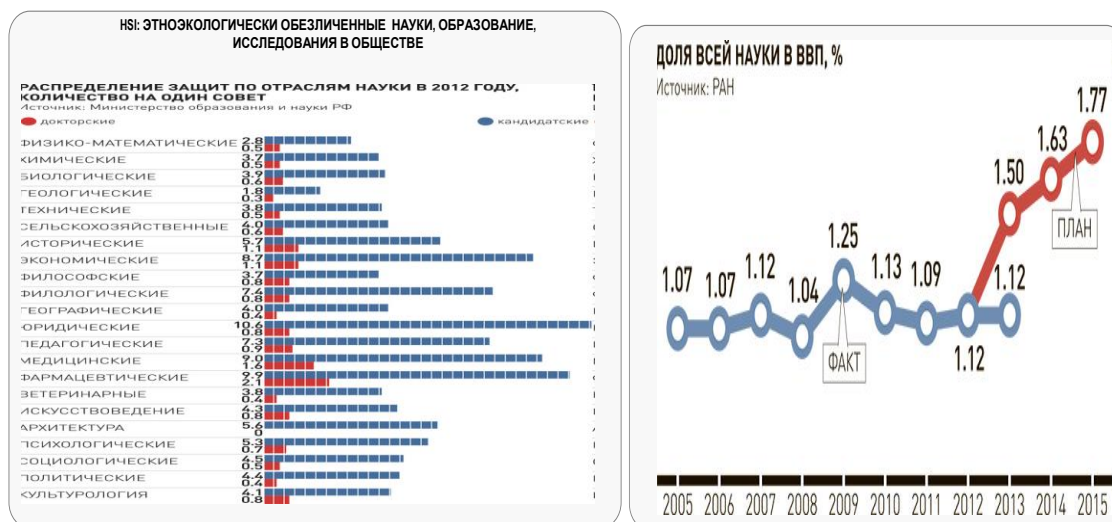 HSI: ЭТНОЭКОЛОГИЧЕСКИ ОБЕЗЛИЧЕННЫЕ НАУКИ, ОБРАЗОВАНИЕ,
ИССЛЕДОВАНИЯ В ОБЩЕСТВЕ
РАСПРЕДЕЛЕНИЕ ЗАЩИТ ПО ОТРАСЛЯМ НАУКИ В 2012 ГОДУ,
КОЛИЧЕСТВО НА ОДИН СОВЕТ
Источник: Министерство образования и науки РФ
докторские кандидатские
ФИЗИКО-МАТЕМАТИЧЕСКИЕ 2.8
0.5
ХИМИЧЕСКИЕ 3.7
0.5
БИОЛОГИЧЕСКИЕ 3.9
0.6
ГЕОЛОГИЧЕСКИЕ 1.8
0.3
ТЕХНИЧЕСКИЕ 3.8
0.5
СЕЛЬСКОХОЗЯЙСТВЕННЫЕ 4.0
0.6
ИСТОРИЧЕСКИЕ 5.7
1.1
ЭКОНОМИЧЕСКИЕ 8.7
1.1
ФИЛОСОФСКИЕ 3.7
0.8
ФИЛОЛОГИЧЕСКИЕ 7.4
0.8
ГЕОГРАФИЧЕСКИЕ 4.0
0.4
ЮРИДИЧЕСКИЕ 10.6
0.8
ПЕДАГОГИЧЕСКИЕ 7.3
0.9
МЕДИЦИНСКИЕ 9.0
1.6
ФАРМАЦЕВТИЧЕСКИЕ 9.9
2.1
ВЕТЕРИНАРНЫЕ 3.8
0.4
ИСКУССТВОВЕДЕНИЕ 4.3
0.8
АРХИТЕКТУРА 5.6
0
ПСИХОЛОГИЧЕСКИЕ 5.3
0.7
СОЦИОЛОГИЧЕСКИЕ 4.5
0.5
ПОЛИТИЧЕСКИЕ 4.4
0.4
КУЛЬТУРОЛОГИЯ 4.1
0.8
ДОЛЯ ВСЕЙ НАУКИ В ВВП, %
Источник: РАН
1.07 1.07 1.12 1.04 1.25 1.13 1.09 1.12 1.12 1.50 1.63 1.77
ФАКТ
ПЛАН
2005 2006 2007 2008 2009 2010 2011 2012 2013 2014 2015